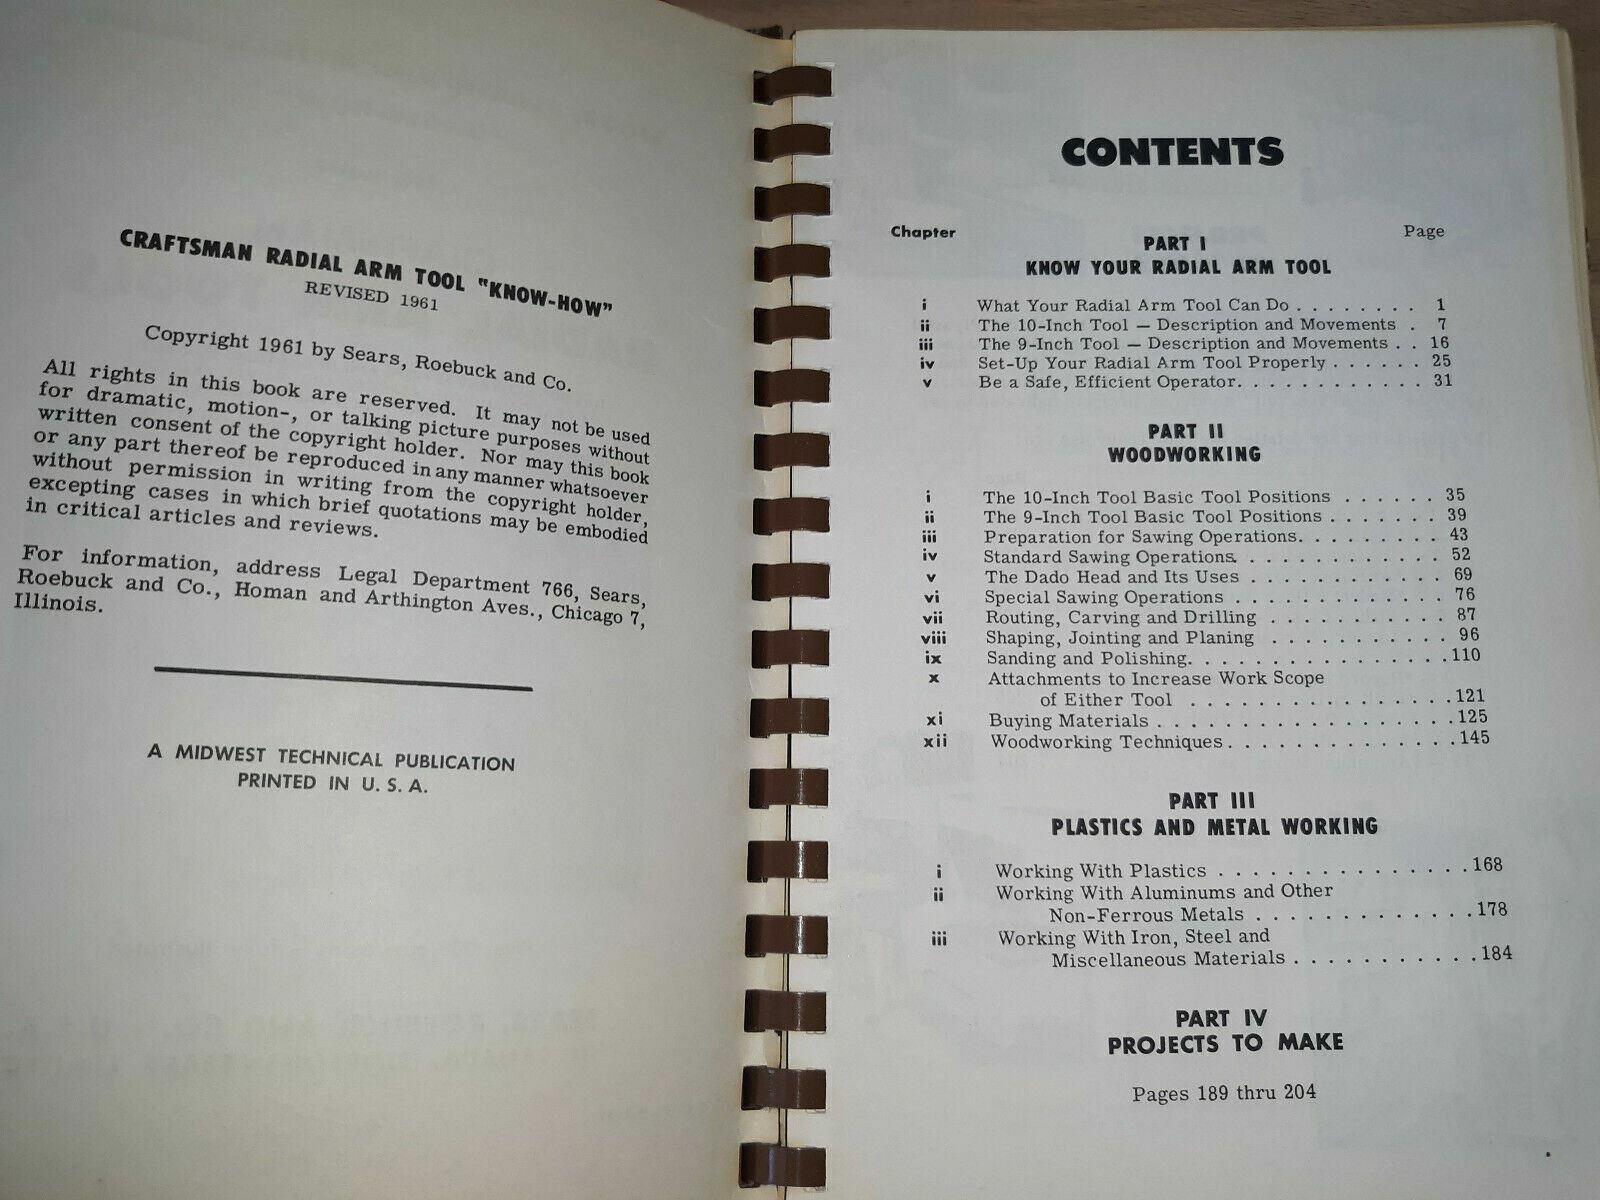 CRAFTSMAN RADIAL ARM TOOL "KNOW-HOW"
REVISED 1961
Copyright 1961 by Sears, Roebuck and Co.
All rights in this book are reserved. It may not be used
for dramatic, motion-, or talking picture purposes without
written consent of the copyright holder. Nor may this book
or any part thereof be reproduced in any manner whatsoever
without permission in writing from the copyright holder,
excepting cases in which brief quotations may be embodied
in critical articles and reviews.
For information, address Legal Department 766, Sears,
Roebuck and Co., Homan and Arthington Aves., Chicago 7,
Illinois.
A MIDWEST TECHNICAL PUBLICATION
PRINTED IN U. S. A.
CONTENTS
Chapter Page
PART I
KNOW YOUR RADIAL ARM TOOL
i What Your Radial Arm Tool Can Do . . . . . . . . 1
ii The 10-Inch Tool — Description and Movements . 7
iii The 9-Inch Tool — Description and Movements . . 16
iv Set-Up Your Radial Arm Tool Properly . . . . . . 25
v Be a Safe, Efficient Operator. . . . . . . . . . . . . 31
PART II
WOODWORKING
i The 10-Inch Tool Basic Tool Positions . . . . . . 35
ii The 9-Inch Tool Basic Tool Positions . . . . . . . 39
iii Preparation for Sawing Operations. . . . . . . . . 43
iv Standard Sawing Operations. . . . . . . . . . . . . 52
v The Dado Head and Its Uses . . . . . . . . . . . . 69
vi Special Sawing Operations . . . . . . . . . . . . . 76
vii Routing, Carving and Drilling . . . . . . . . . . . 87
viii Shaping, Jointing and Planing . . . . . . . . . . . 96
ix Sanding and Polishing. . . . . . . . . . . . . . . . 110
x Attachments to Increase Work Scope
of Either Tool . . . . . . . . . . . . . . . 121
xi Buying Materials . . . . . . . . . . . . . . . . . . 125
xii Woodworking Techniques. . . . . . . . . . . . . . 145
PART III
PLASTICS AND METAL WORKING
i Working With Plastics . . . . . . . . . . . . . . . 168
ii Working With Aluminums and Other
Non-Ferrous Metals . . . . . . . . . . . . . 178
iii Working With Iron, Steel and
Miscellaneous Materials . . . . . . . . . . . 184
PART IV
PROJECTS TO MAKE
Pages 189 thru 204